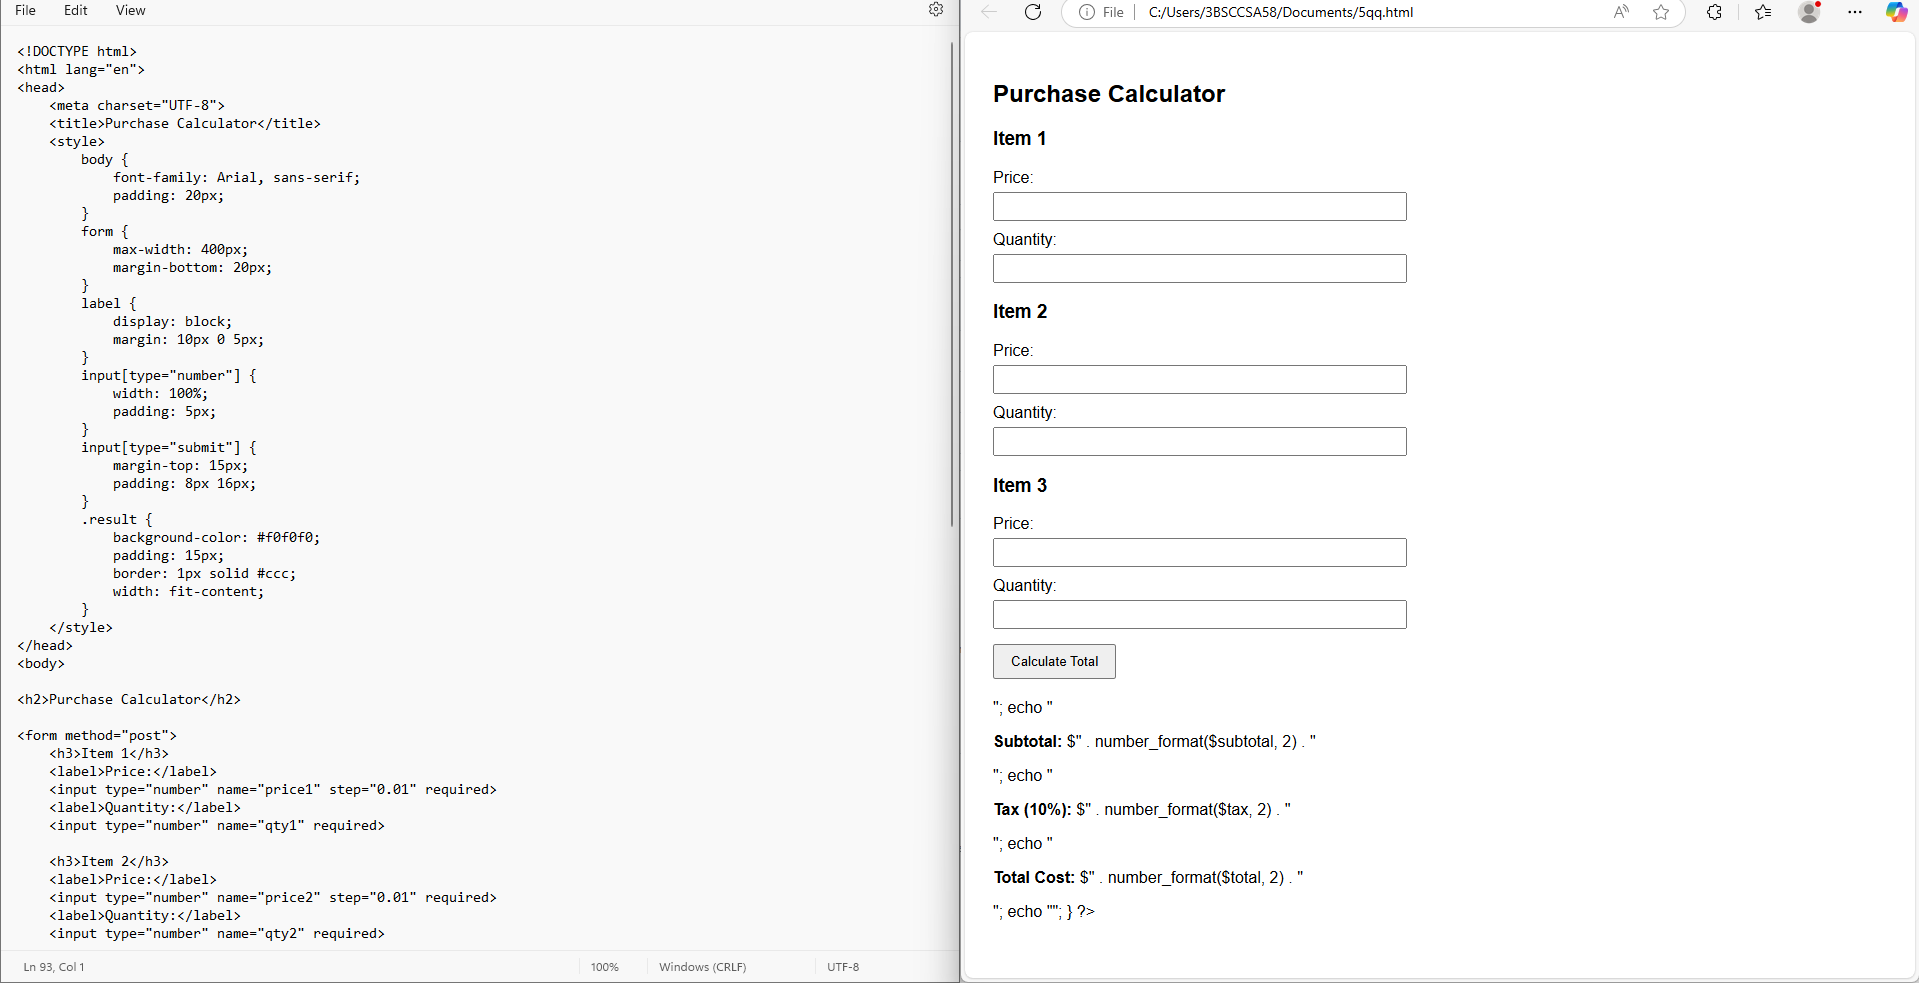 File Edit View
<!DOCTYPE html>
<html lang="en">
<head>
    <meta charset="UTF-8">
    <title>Purchase Calculator</title>
    <style>
        body {
            font-family: Arial, sans-serif;
            padding: 20px;
        }
        form {
            max-width: 400px;
            margin-bottom: 20px;
        }
        label {
            display: block;
            margin: 10px 0 5px;
        }
        input[type="number"] {
            width: 100%;
            padding: 5px;
        }
        input[type="submit"] {
            margin-top: 15px;
            padding: 8px 16px;
        }
        .result {
            background-color: #f0f0f0;
            padding: 15px;
            border: 1px solid #ccc;
            width: fit-content;
        }
    </style>
</head>
<body>

<h2>Purchase Calculator</h2>

<form method="post">
    <h3>Item 1</h3>
    <label>Price:</label>
    <input type="number" name="price1" step="0.01" required>
    <label>Quantity:</label>
    <input type="number" name="qty1" required>

    <h3>Item 2</h3>
    <label>Price:</label>
    <input type="number" name="price2" step="0.01" required>
    <label>Quantity:</label>
    <input type="number" name="qty2" required>
Ln 93, Col 1 100% Windows (CRLF) UTF-8
File C:/Users/3BSCCSA58/Documents/5qq.html
Purchase Calculator
Item 1
Price:
Quantity:
Item 2
Price:
Quantity:
Item 3
Price:
Quantity:
Calculate Total
"; echo "
Subtotal: $" . number_format($subtotal, 2) . "
"; echo "
Tax (10%): $" . number_format($tax, 2) . "
"; echo "
Total Cost: $" . number_format($total, 2) . "
"; echo ""; } ?>